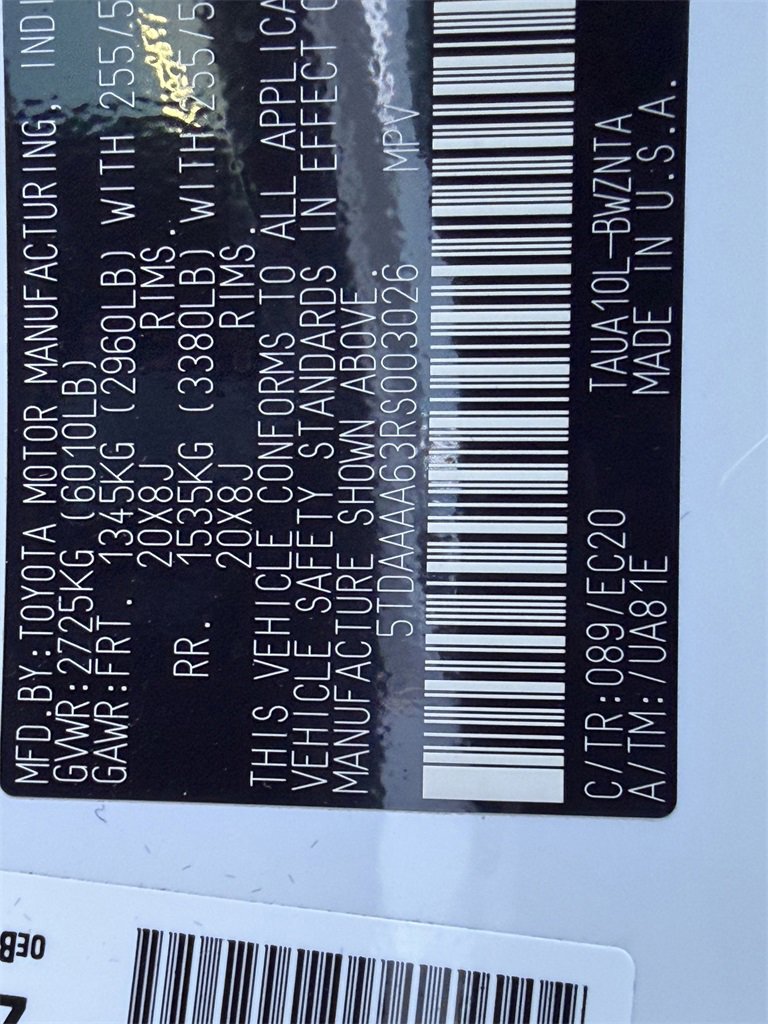 MFD.BY:TOYOTA MOTOR MANUFACTURING, INDI
GVWR:2725KG (6010LB)
GAWR:FRT. 1345KG (2960LB) WITH 255/5
20X8J RIMS.
RR. 1535KG (3380LB) WITH 255/5
20X8J RIMS.
THIS VEHICLE CONFORMS TO ALL APPLICA
VEHICLE SAFETY STANDARDS IN EFFECT O
MANUFACTURE SHOWN ABOVE.
5TDAAAA63RS003026 MPV
C/TR:089/EC20 TAUA10L-BWZNTA
A/TM:/UA81E MADE IN U.S.A.
OEB